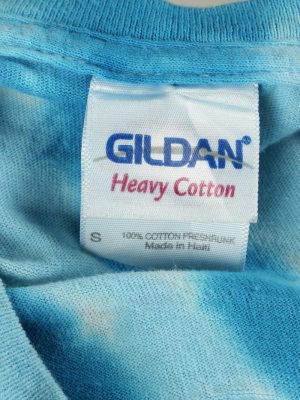 GILDAN®
Heavy Cotton
S 100% COTTON PRESHRUNK
Made in Haiti